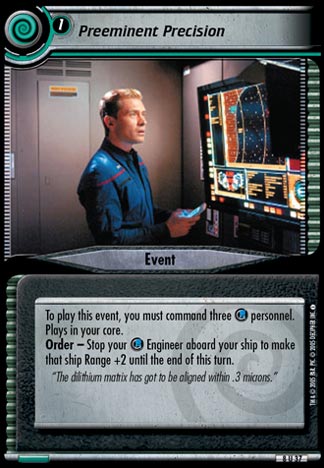 1 Preeminent Precision
Event
To play this event, you must command three personnel.
Plays in your core.
Order – Stop your Engineer aboard your ship to make
that ship Range +2 until the end of this turn.
"The dilithium matrix has got to be aligned within .3 microns."
8 U 37